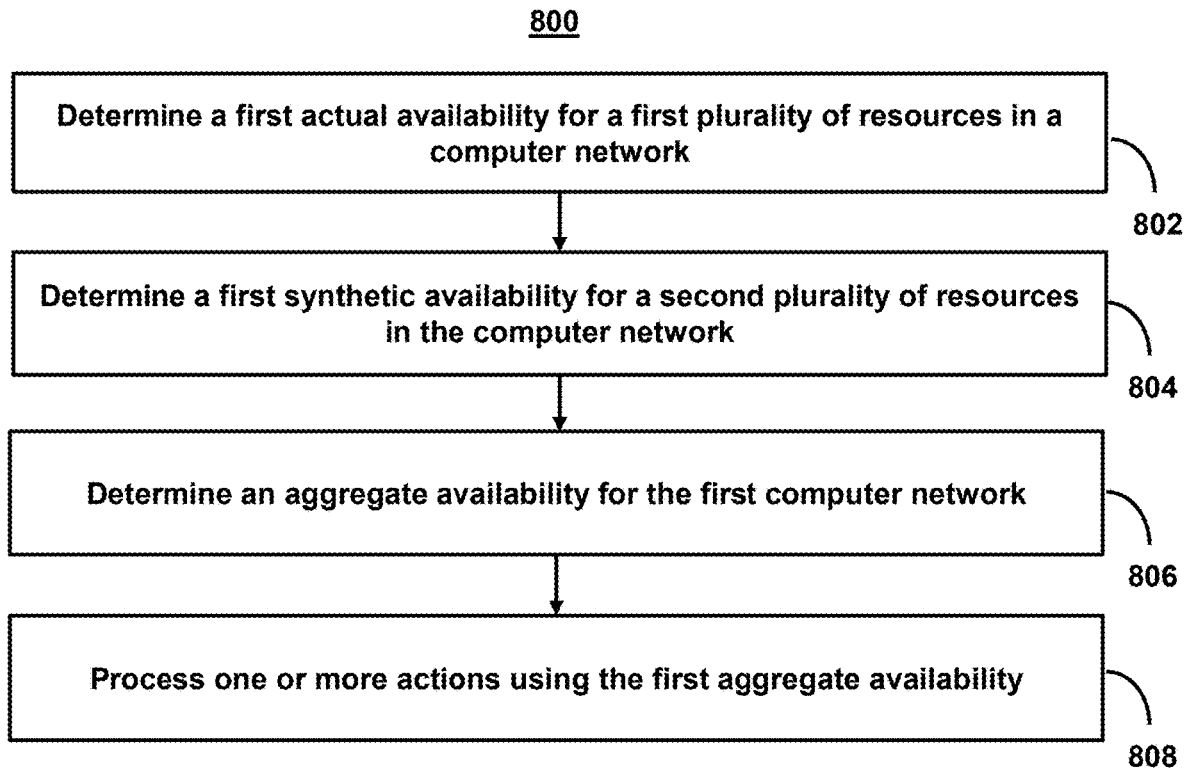 800
Determine a first actual availability for a first plurality of resources in a
computer network
802
Determine a first synthetic availability for a second plurality of resources
in the computer network
804
Determine an aggregate availability for the first computer network
806
Process one or more actions using the first aggregate availability
808